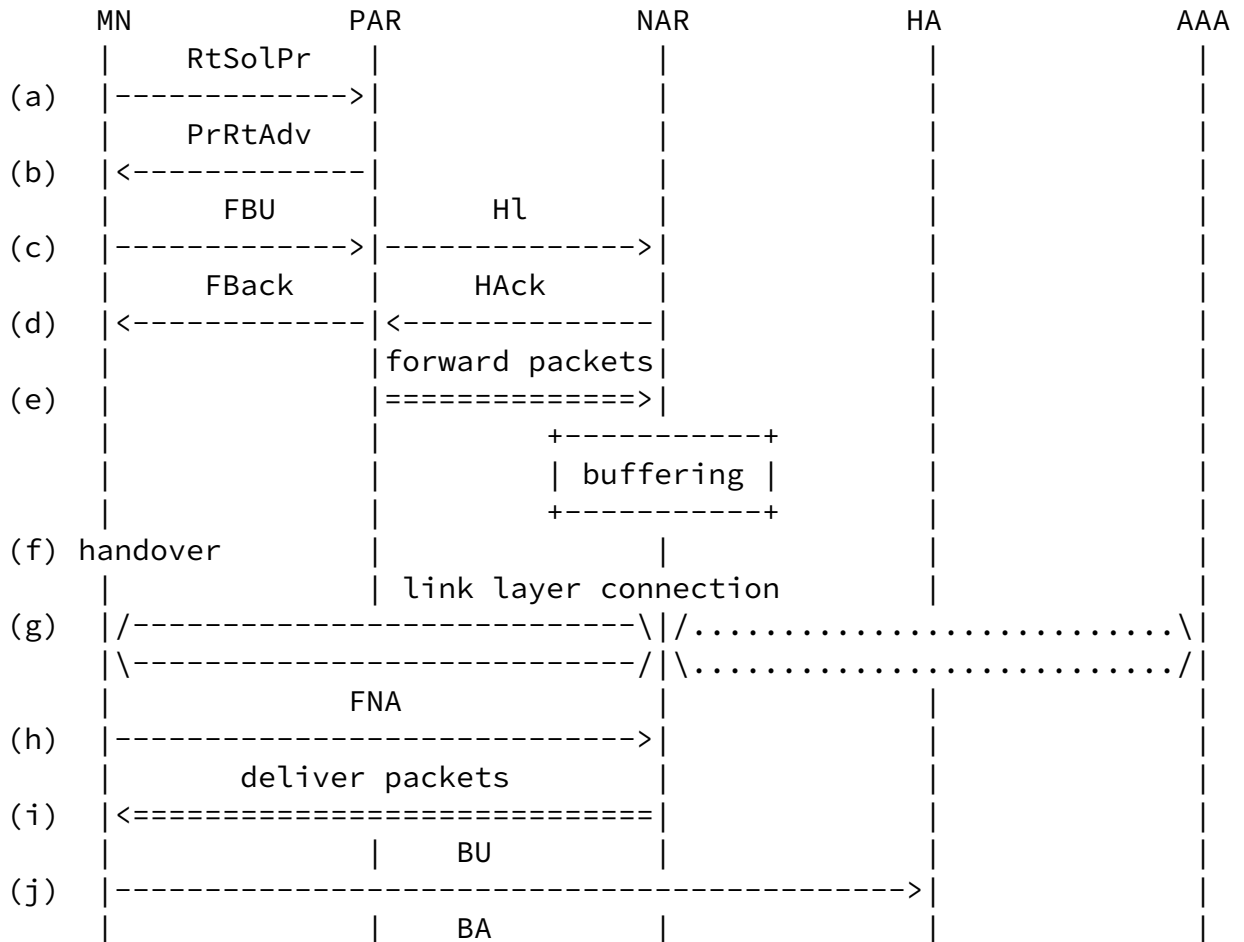 MN PAR NAR HA AAA
RtSolPr
(a)
PrRtAdv
(b)
FBU Hl
(c)
FBack HAck
(d)
forward packets
(e)
buffering
(f) handover
link layer connection
(g)
FNA
(h)
deliver packets
(i)
BU
(j)
BA